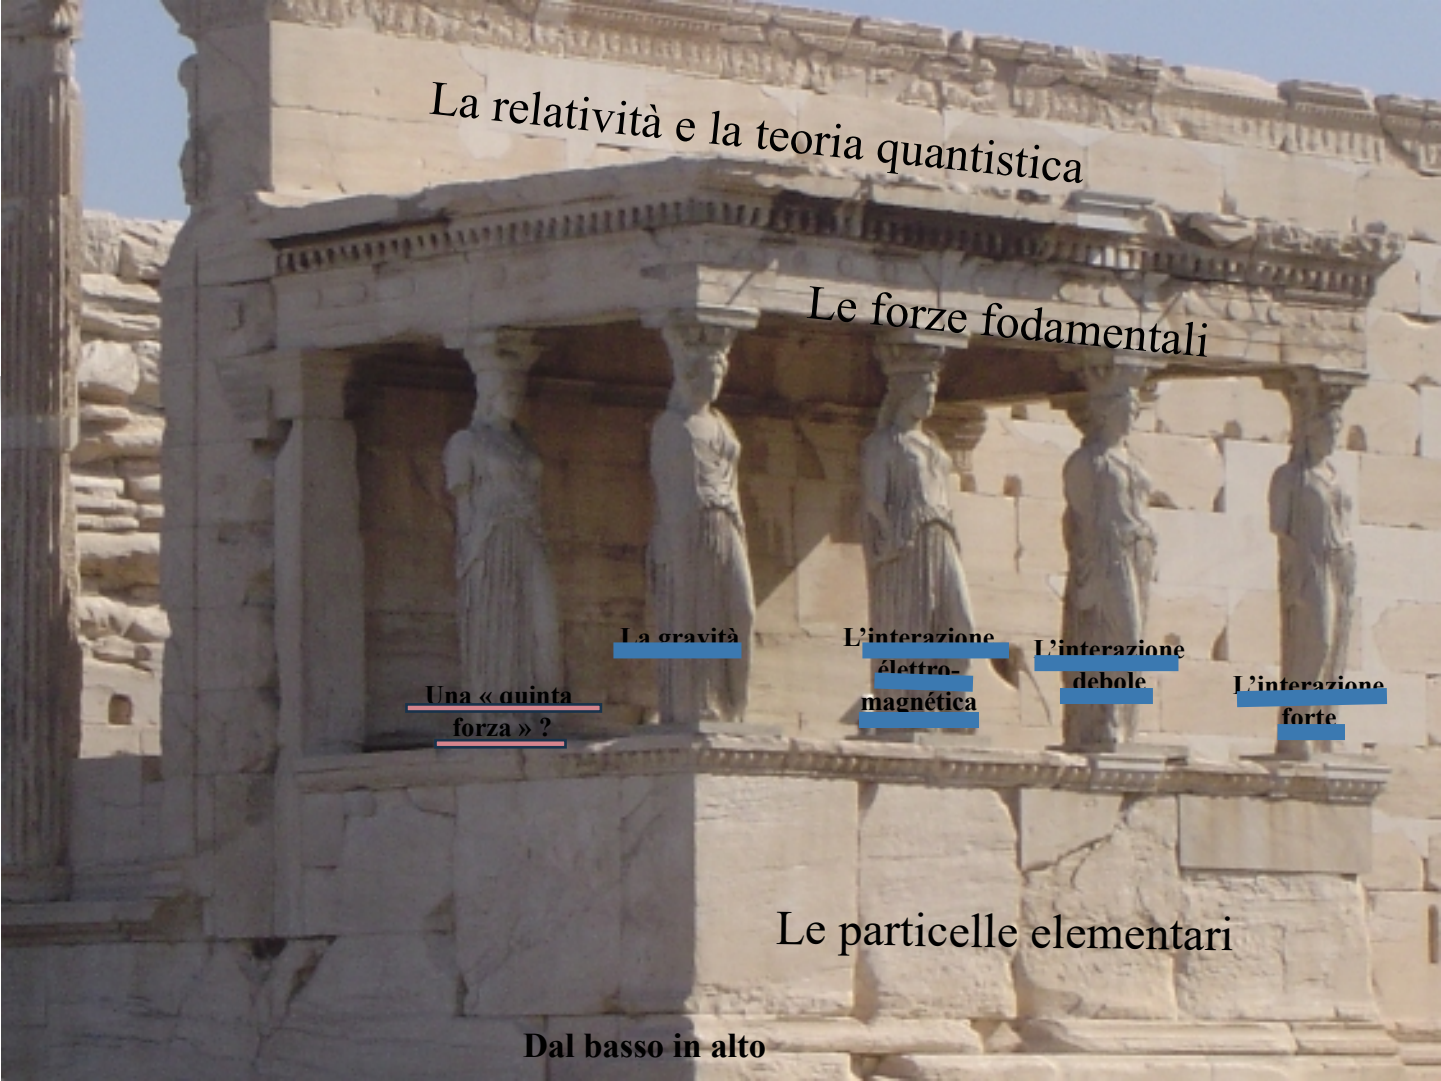 La relatività e la teoria quantistica
Le forze fodamentali
Una « quinta
forza » ?
La gravità
L’interazione
élettro-
magnética
L’interazione
debole
L’interazione
forte
Le particelle elementari
Dal basso in alto